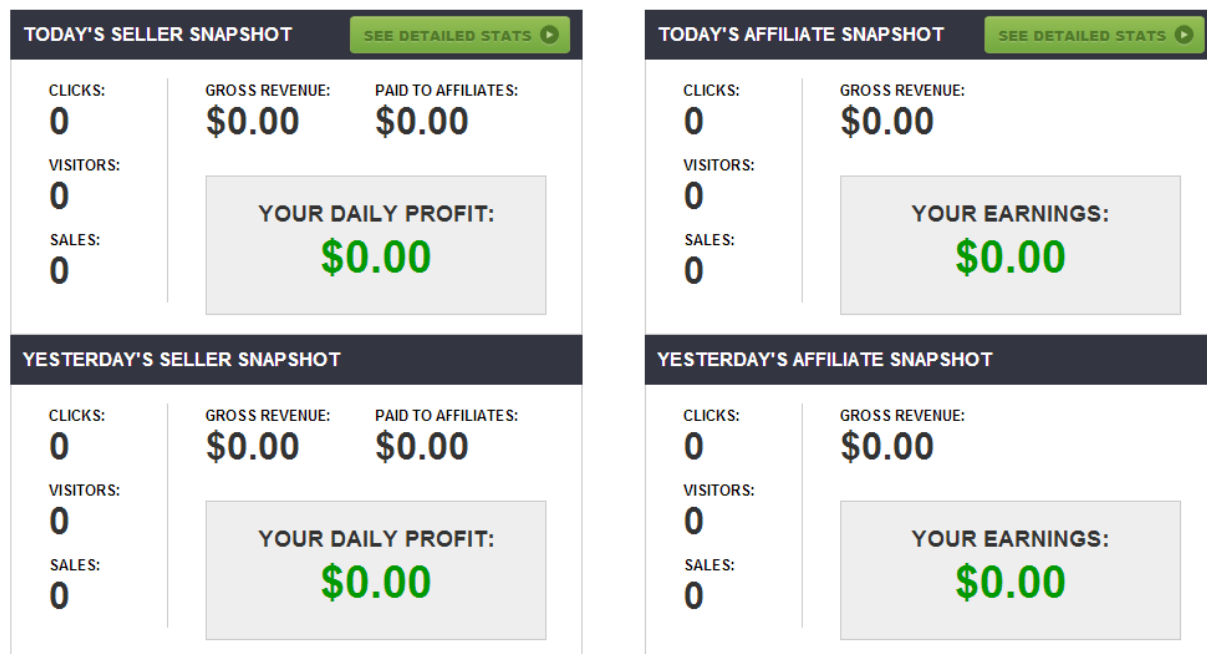 TODAY'S SELLER SNAPSHOT
SEE DETAILED STATS
CLICKS:
0
VISITORS:
0
SALES:
0
GROSS REVENUE:
$0.00
PAID TO AFFILIATES:
$0.00
YOUR DAILY PROFIT:
$0.00
TODAY'S AFFILIATE SNAPSHOT
SEE DETAILED STATS
CLICKS:
0
VISITORS:
0
SALES:
0
GROSS REVENUE:
$0.00
YOUR EARNINGS:
$0.00
YESTERDAY'S SELLER SNAPSHOT
CLICKS:
0
VISITORS:
0
SALES:
0
GROSS REVENUE:
$0.00
PAID TO AFFILIATES:
$0.00
YOUR DAILY PROFIT:
$0.00
YESTERDAY'S AFFILIATE SNAPSHOT
CLICKS:
0
VISITORS:
0
SALES:
0
GROSS REVENUE:
$0.00
YOUR EARNINGS:
$0.00